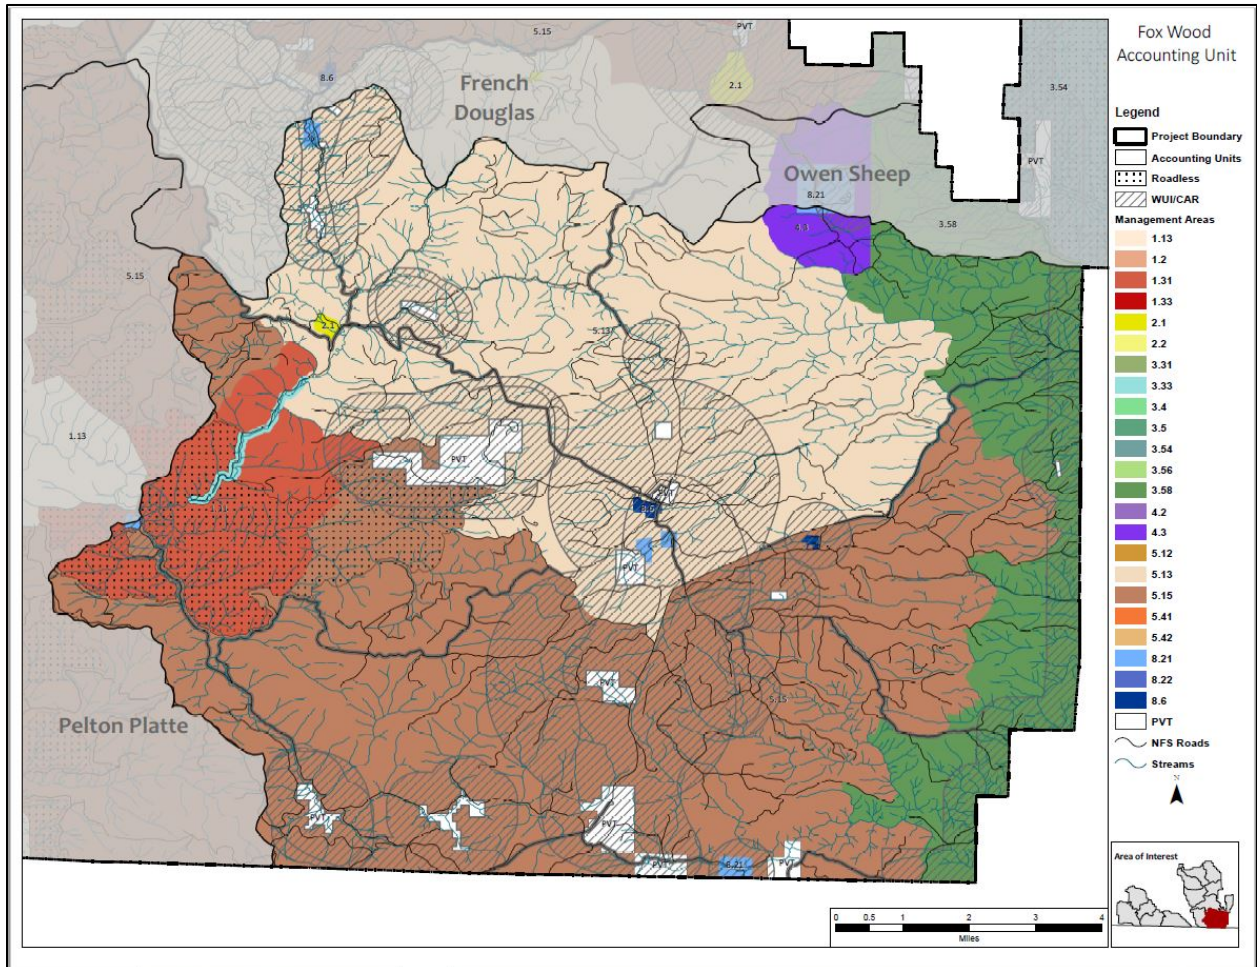 Fox Wood
Accounting Unit
Legend
Project Boundary
Accounting Units
Roadless
WUI/CAR
Management Areas
1.13
1.2
1.31
1.33
2.1
2.2
3.31
3.33
3.4
3.5
3.54
3.56
3.58
4.2
4.3
5.12
5.13
5.15
5.41
5.42
8.21
8.22
8.6
PVT
NFS Roads
Streams
N
Area of Interest
0 0.5 1 2 3 4
Miles
5.15
PVT
8.6
French
Douglas
2.1
3.54
PVT
Owen Sheep
8.21
4.3
3.58
5.15
2.1
5.13
1.13
PVT
PVT
8.6
1.31
PVT
PVT
5.15
Pelton Platte
PVT
PVT
PVT
8.21
PVT